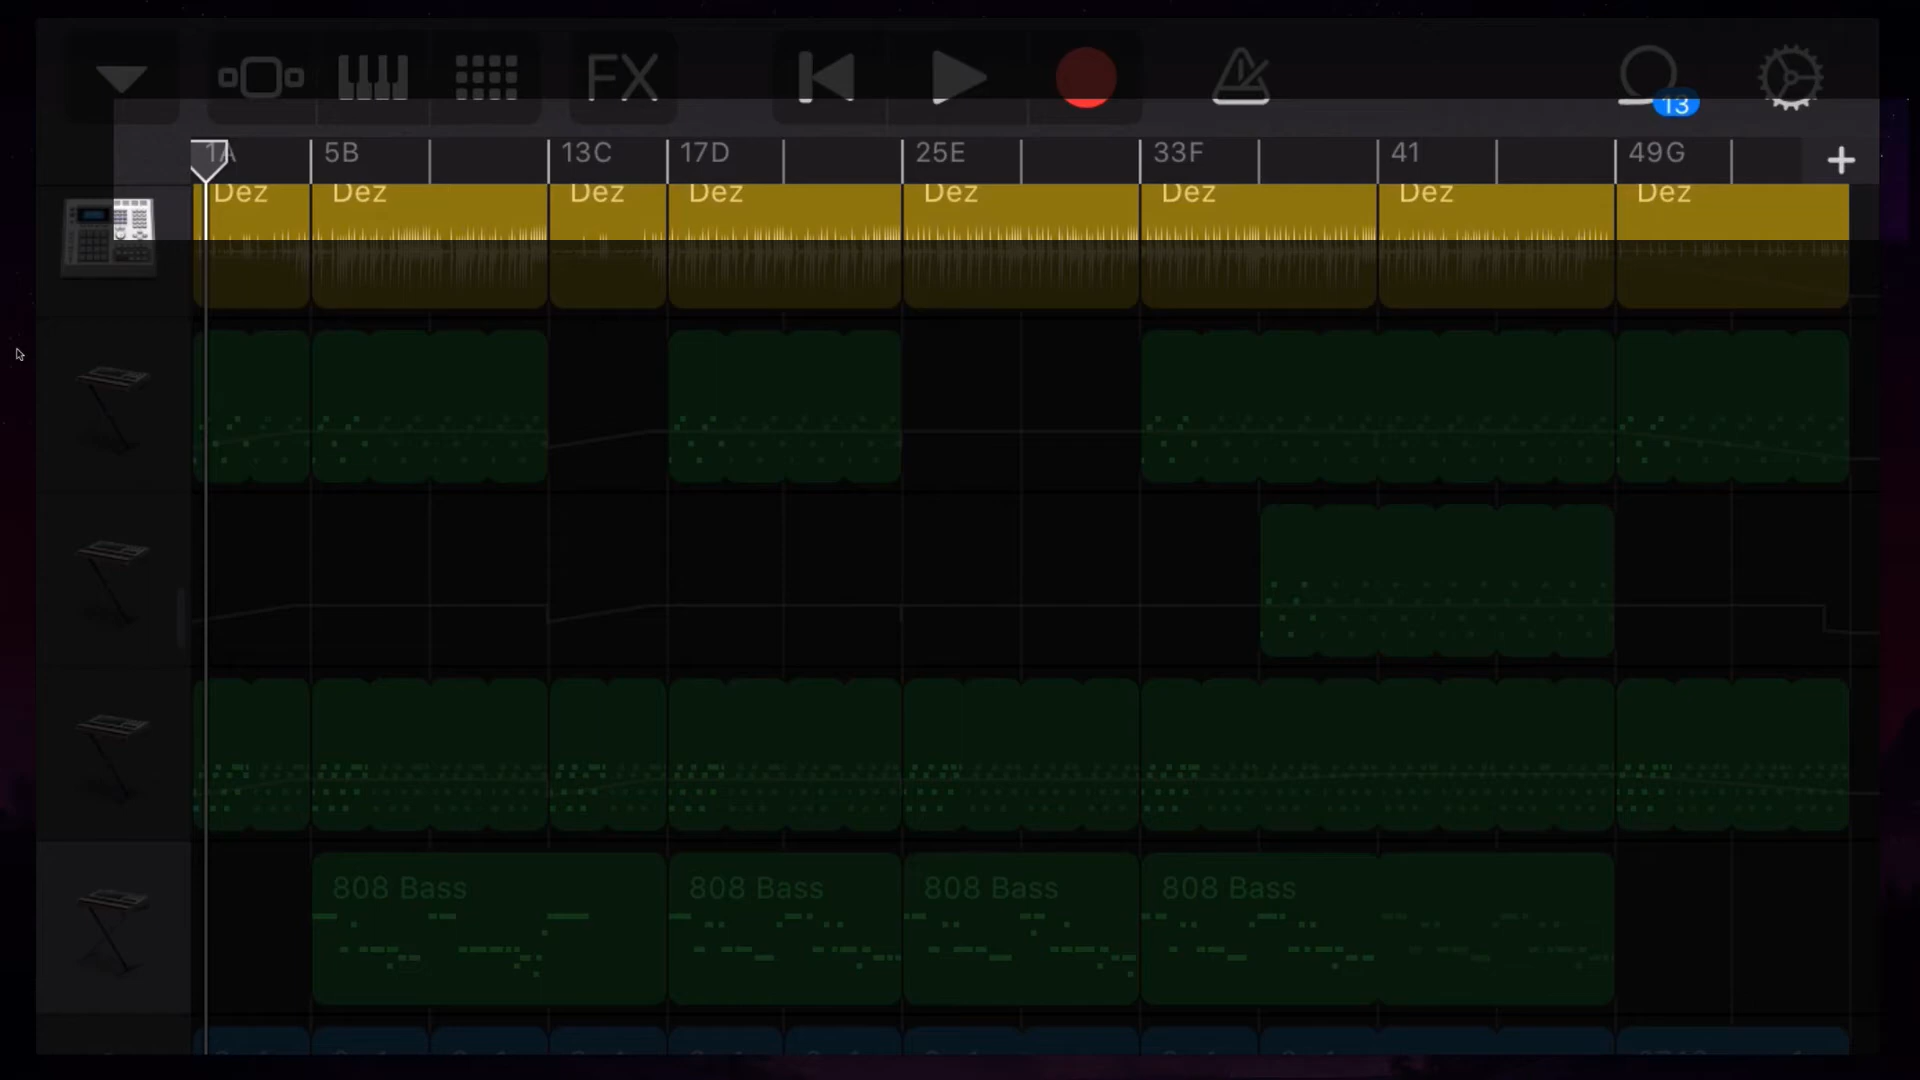 FX
13
1A 5B 13C 17D 25E 33F 41 49G
Dez Dez Dez Dez Dez Dez Dez Dez
808 Bass 808 Bass 808 Bass 808 Bass